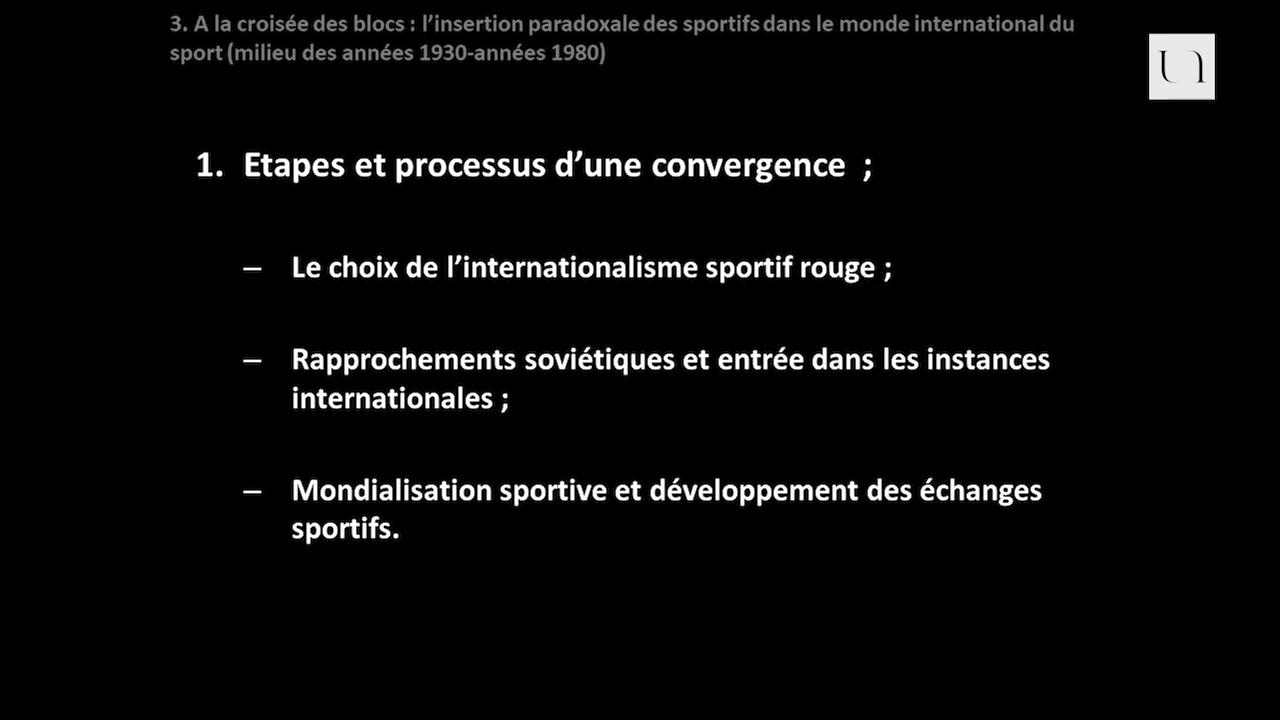 3. A la croisée des blocs : l’insertion paradoxale des sportifs dans le monde international du
sport (milieu des années 1930-années 1980)
1. Etapes et processus d’une convergence ;
– Le choix de l’internationalisme sportif rouge ;
– Rapprochements soviétiques et entrée dans les instances
internationales ;
– Mondialisation sportive et développement des échanges
sportifs.